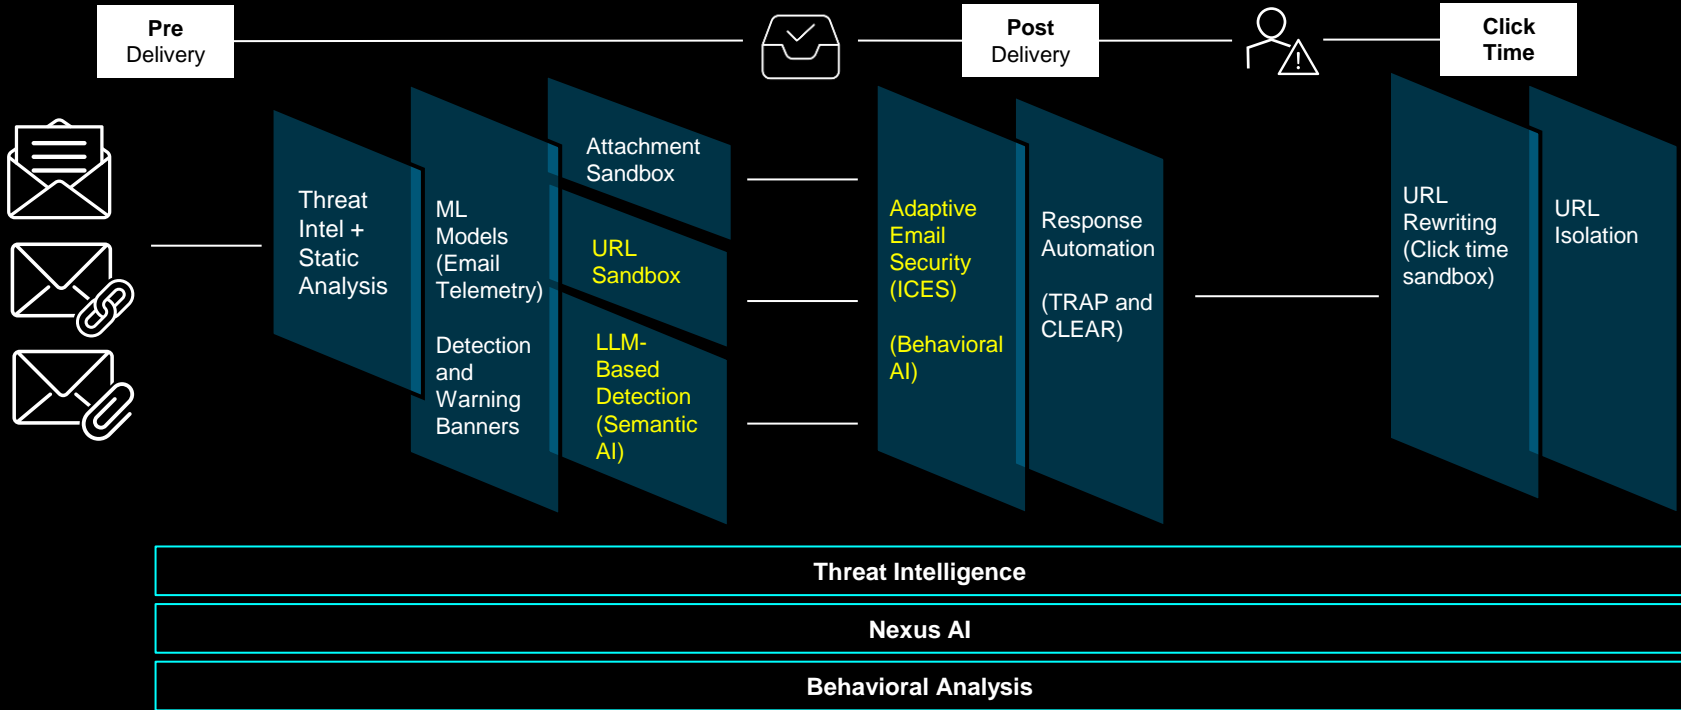 Pre
Delivery
Post
Delivery
Click
Time
Threat
Intel +
Static
Analysis
ML
Models
(Email
Telemetry)
Detection
and
Warning
Banners
Attachment
Sandbox
URL
Sandbox
LLM-
Based
Detection
(Semantic
AI)
Adaptive
Email
Security
(ICES)
(Behavioral
AI)
Response
Automation
(TRAP and
CLEAR)
URL
Rewriting
(Click time
sandbox)
URL
Isolation
Threat Intelligence
Nexus AI
Behavioral Analysis